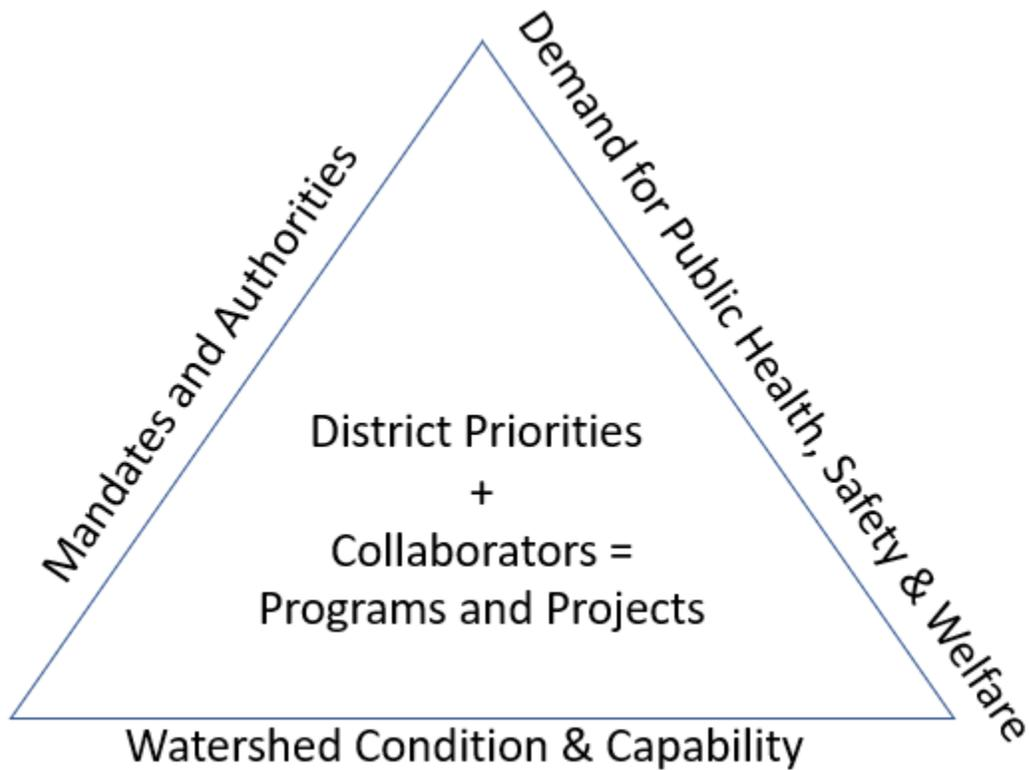 Mandates and Authorities
Demand for Public Health, Safety & Welfare
District Priorities
+
Collaborators =
Programs and Projects
Watershed Condition & Capability